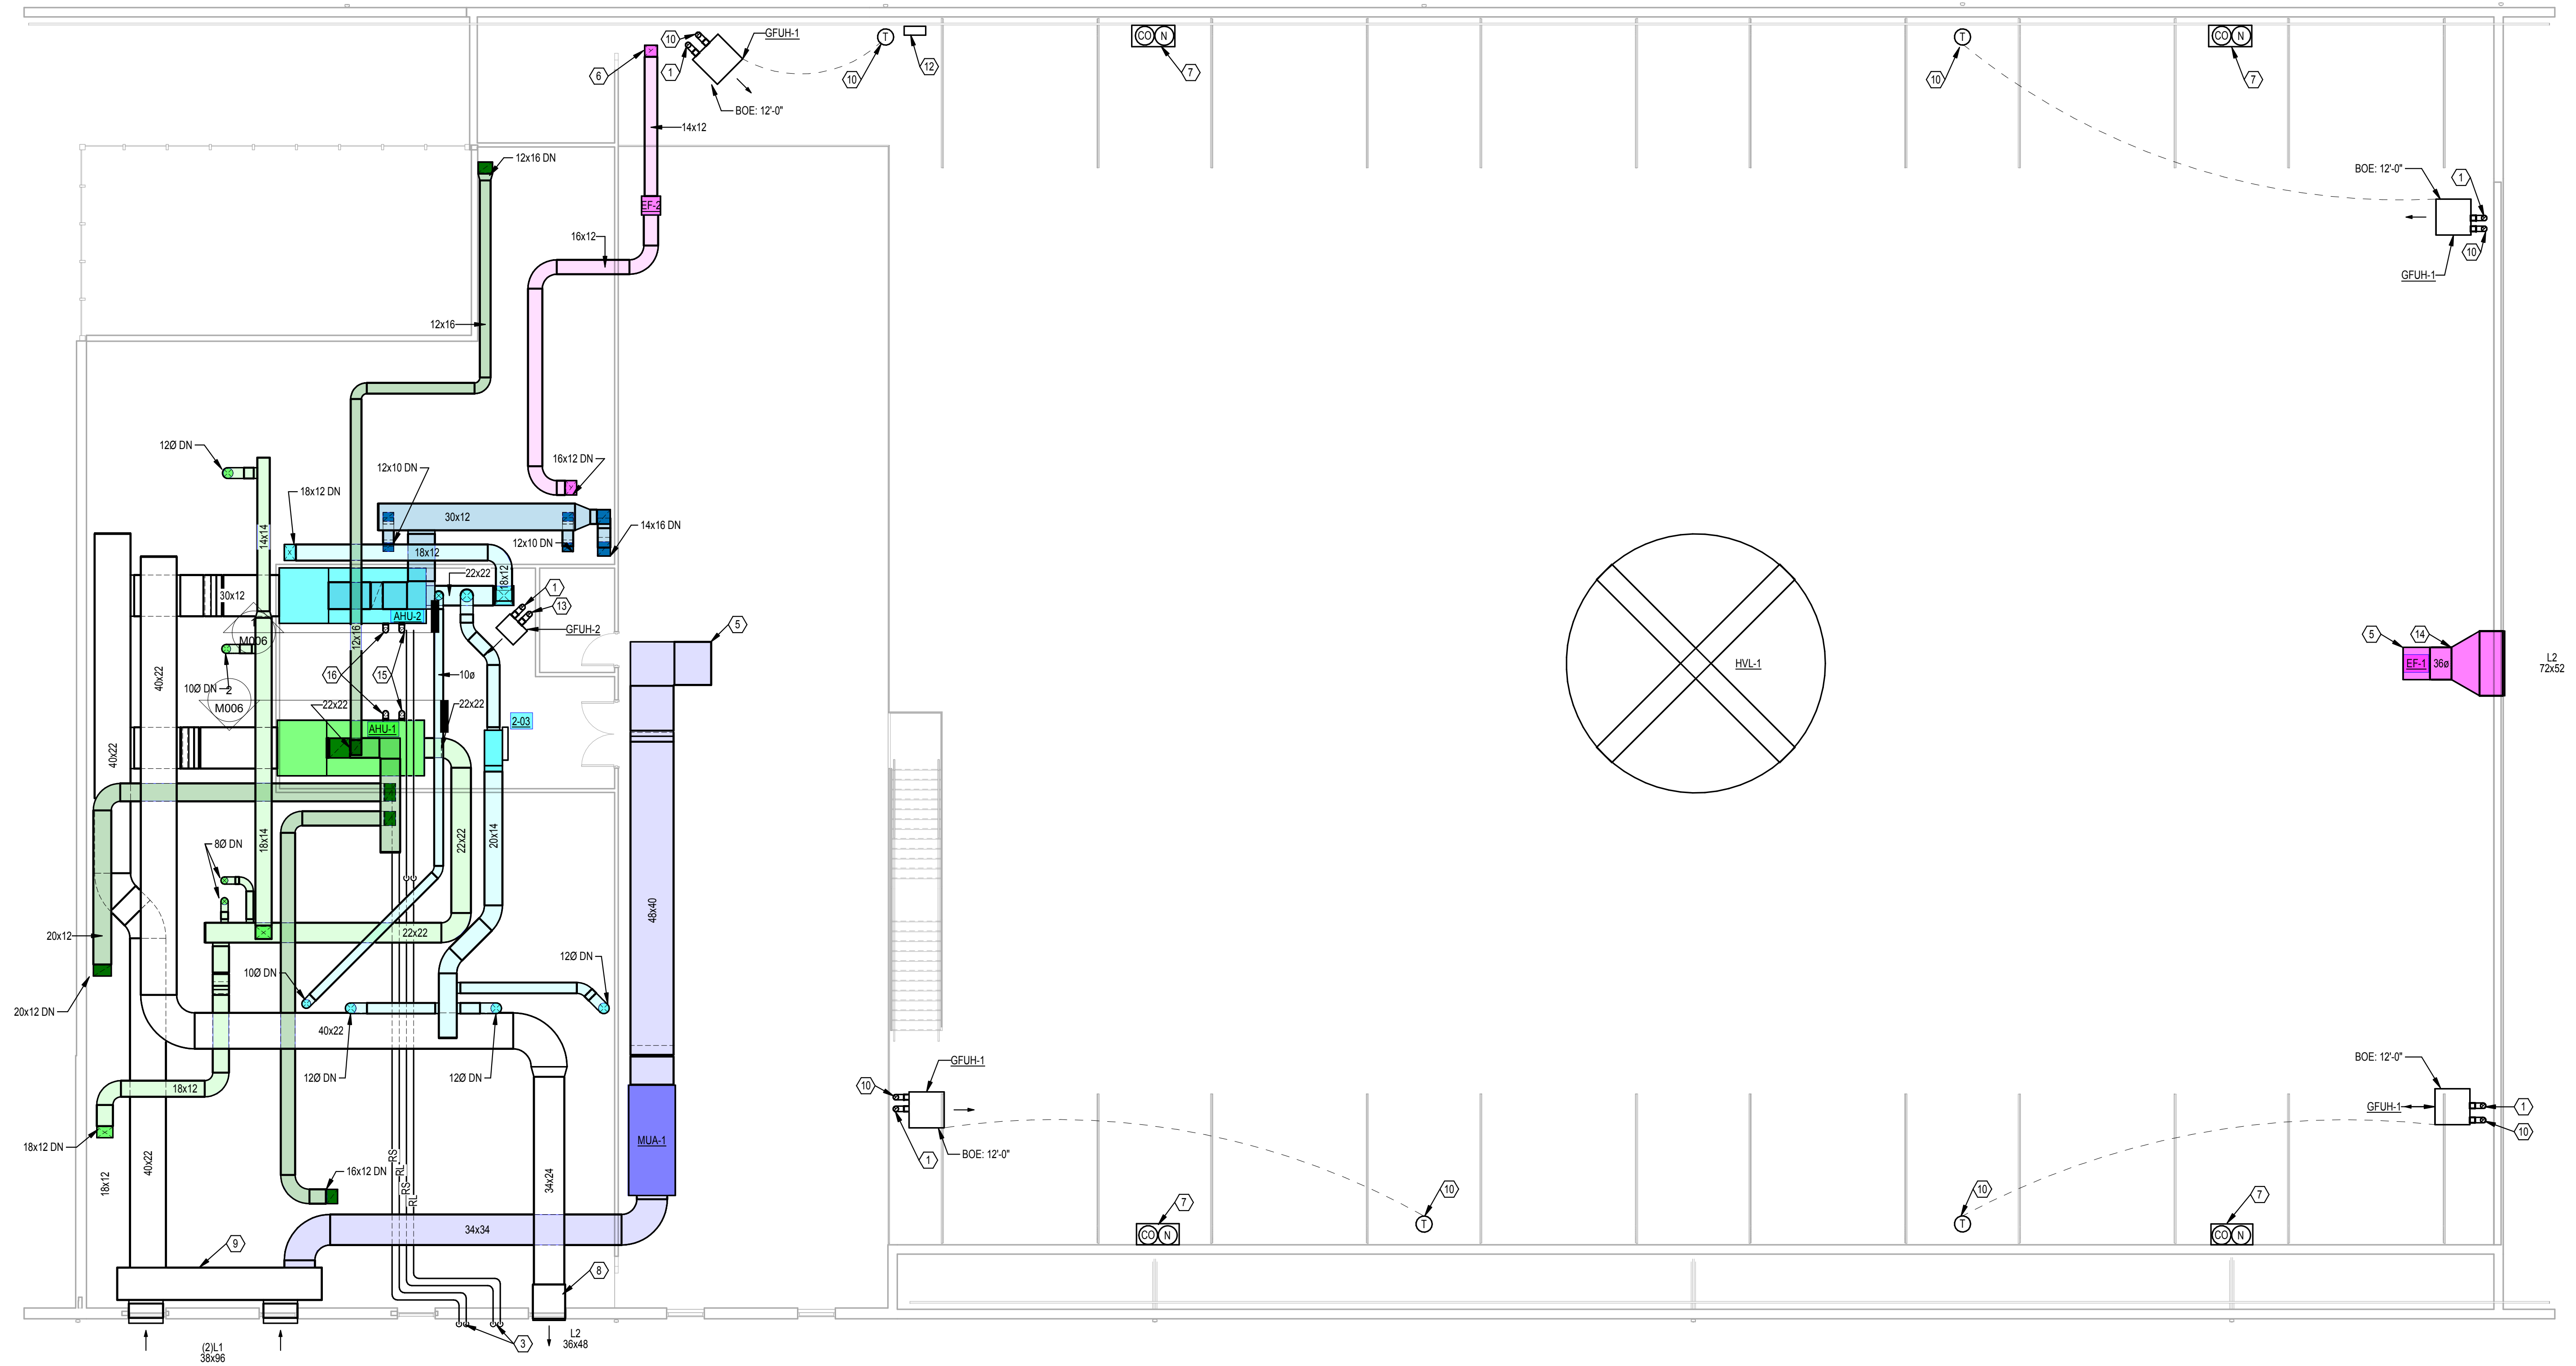 10
1
GFUH-1
BOE: 12'-0"
10
T
12
CO N
7
T
10
CO N
7
6
14x12
EF-2
16x12
12x16 DN
12x16
BOE: 12'-0"
1
10
GFUH-1
12Ø DN
18x12 DN
12x10 DN
16x12 DN
14x14
30x12
14x16 DN
12x10 DN
18x12
22x22
18x12
30x12
AHU-2
1
13
GFUH-2
M006
12x16
5
40x22
10Ø DN
2
M006
16
15
10ø
22x22
22x22
AHU-1
2-03
40x22
HVL-1
5
14
EF-1
36ø
L2
72x52
8Ø DN
18x14
22x22
20x14
48x40
20x12
22x22
10Ø DN
12Ø DN
20x12 DN
40x22
12Ø DN
12Ø DN
18x12
18x12 DN
18x12
40x22
16x12 DN
RS
RL
RS
RL
34x24
MUA-1
34x34
9
8
3
(2)L1
38x96
L2
36x48
10
1
GFUH-1
BOE: 12'-0"
7
CO N
10
T
10
T
7
CO N
BOE: 12'-0"
GFUH-1
1
10